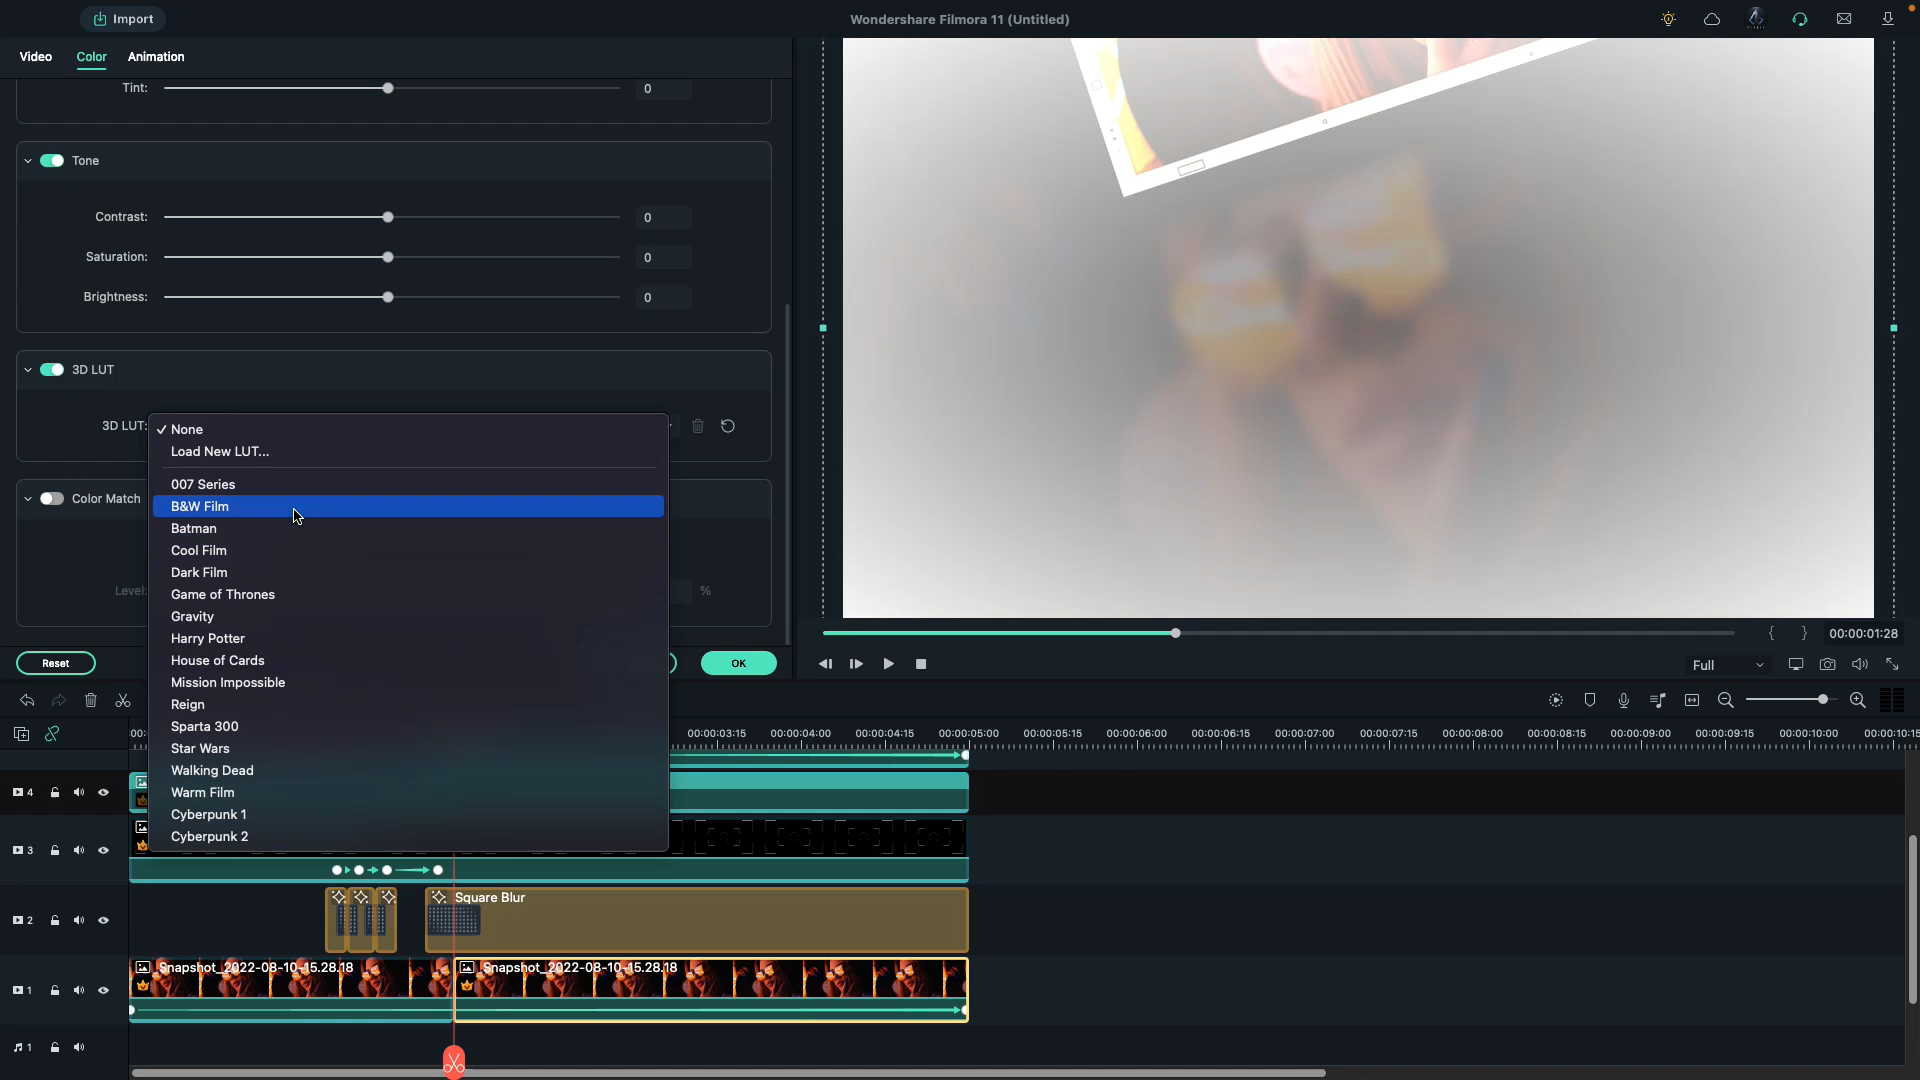 Import
Wondershare Filmora 11 (Untitled)
Video Color Animation
Tint: 0
Tone
Contrast: 0
Saturation: 0
Brightness: 0
3D LUT
3D LUT:
None
Load New LUT...
007 Series
B&W Film
Batman
Cool Film
Dark Film
Game of Thrones
Gravity
Harry Potter
House of Cards
Mission Impossible
Reign
Sparta 300
Star Wars
Walking Dead
Warm Film
Cyberpunk 1
Cyberpunk 2
Color Match
Level: %
Reset OK
00:00:01:28
Full
00: 00:00:03:15 00:00:04:00 00:00:04:15 00:00:05:00 00:00:05:15 00:00:06:00 00:00:06:15 00:00:07:00 00:00:07:15 00:00:08:00 00:00:08:15 00:00:09:00 00:00:09:15 00:00:10:00 00:00:10:15
4
3
2
Square Blur
1
Snapshot_2022-08-10-15.28.18 Snapshot_2022-08-10-15.28.18
1